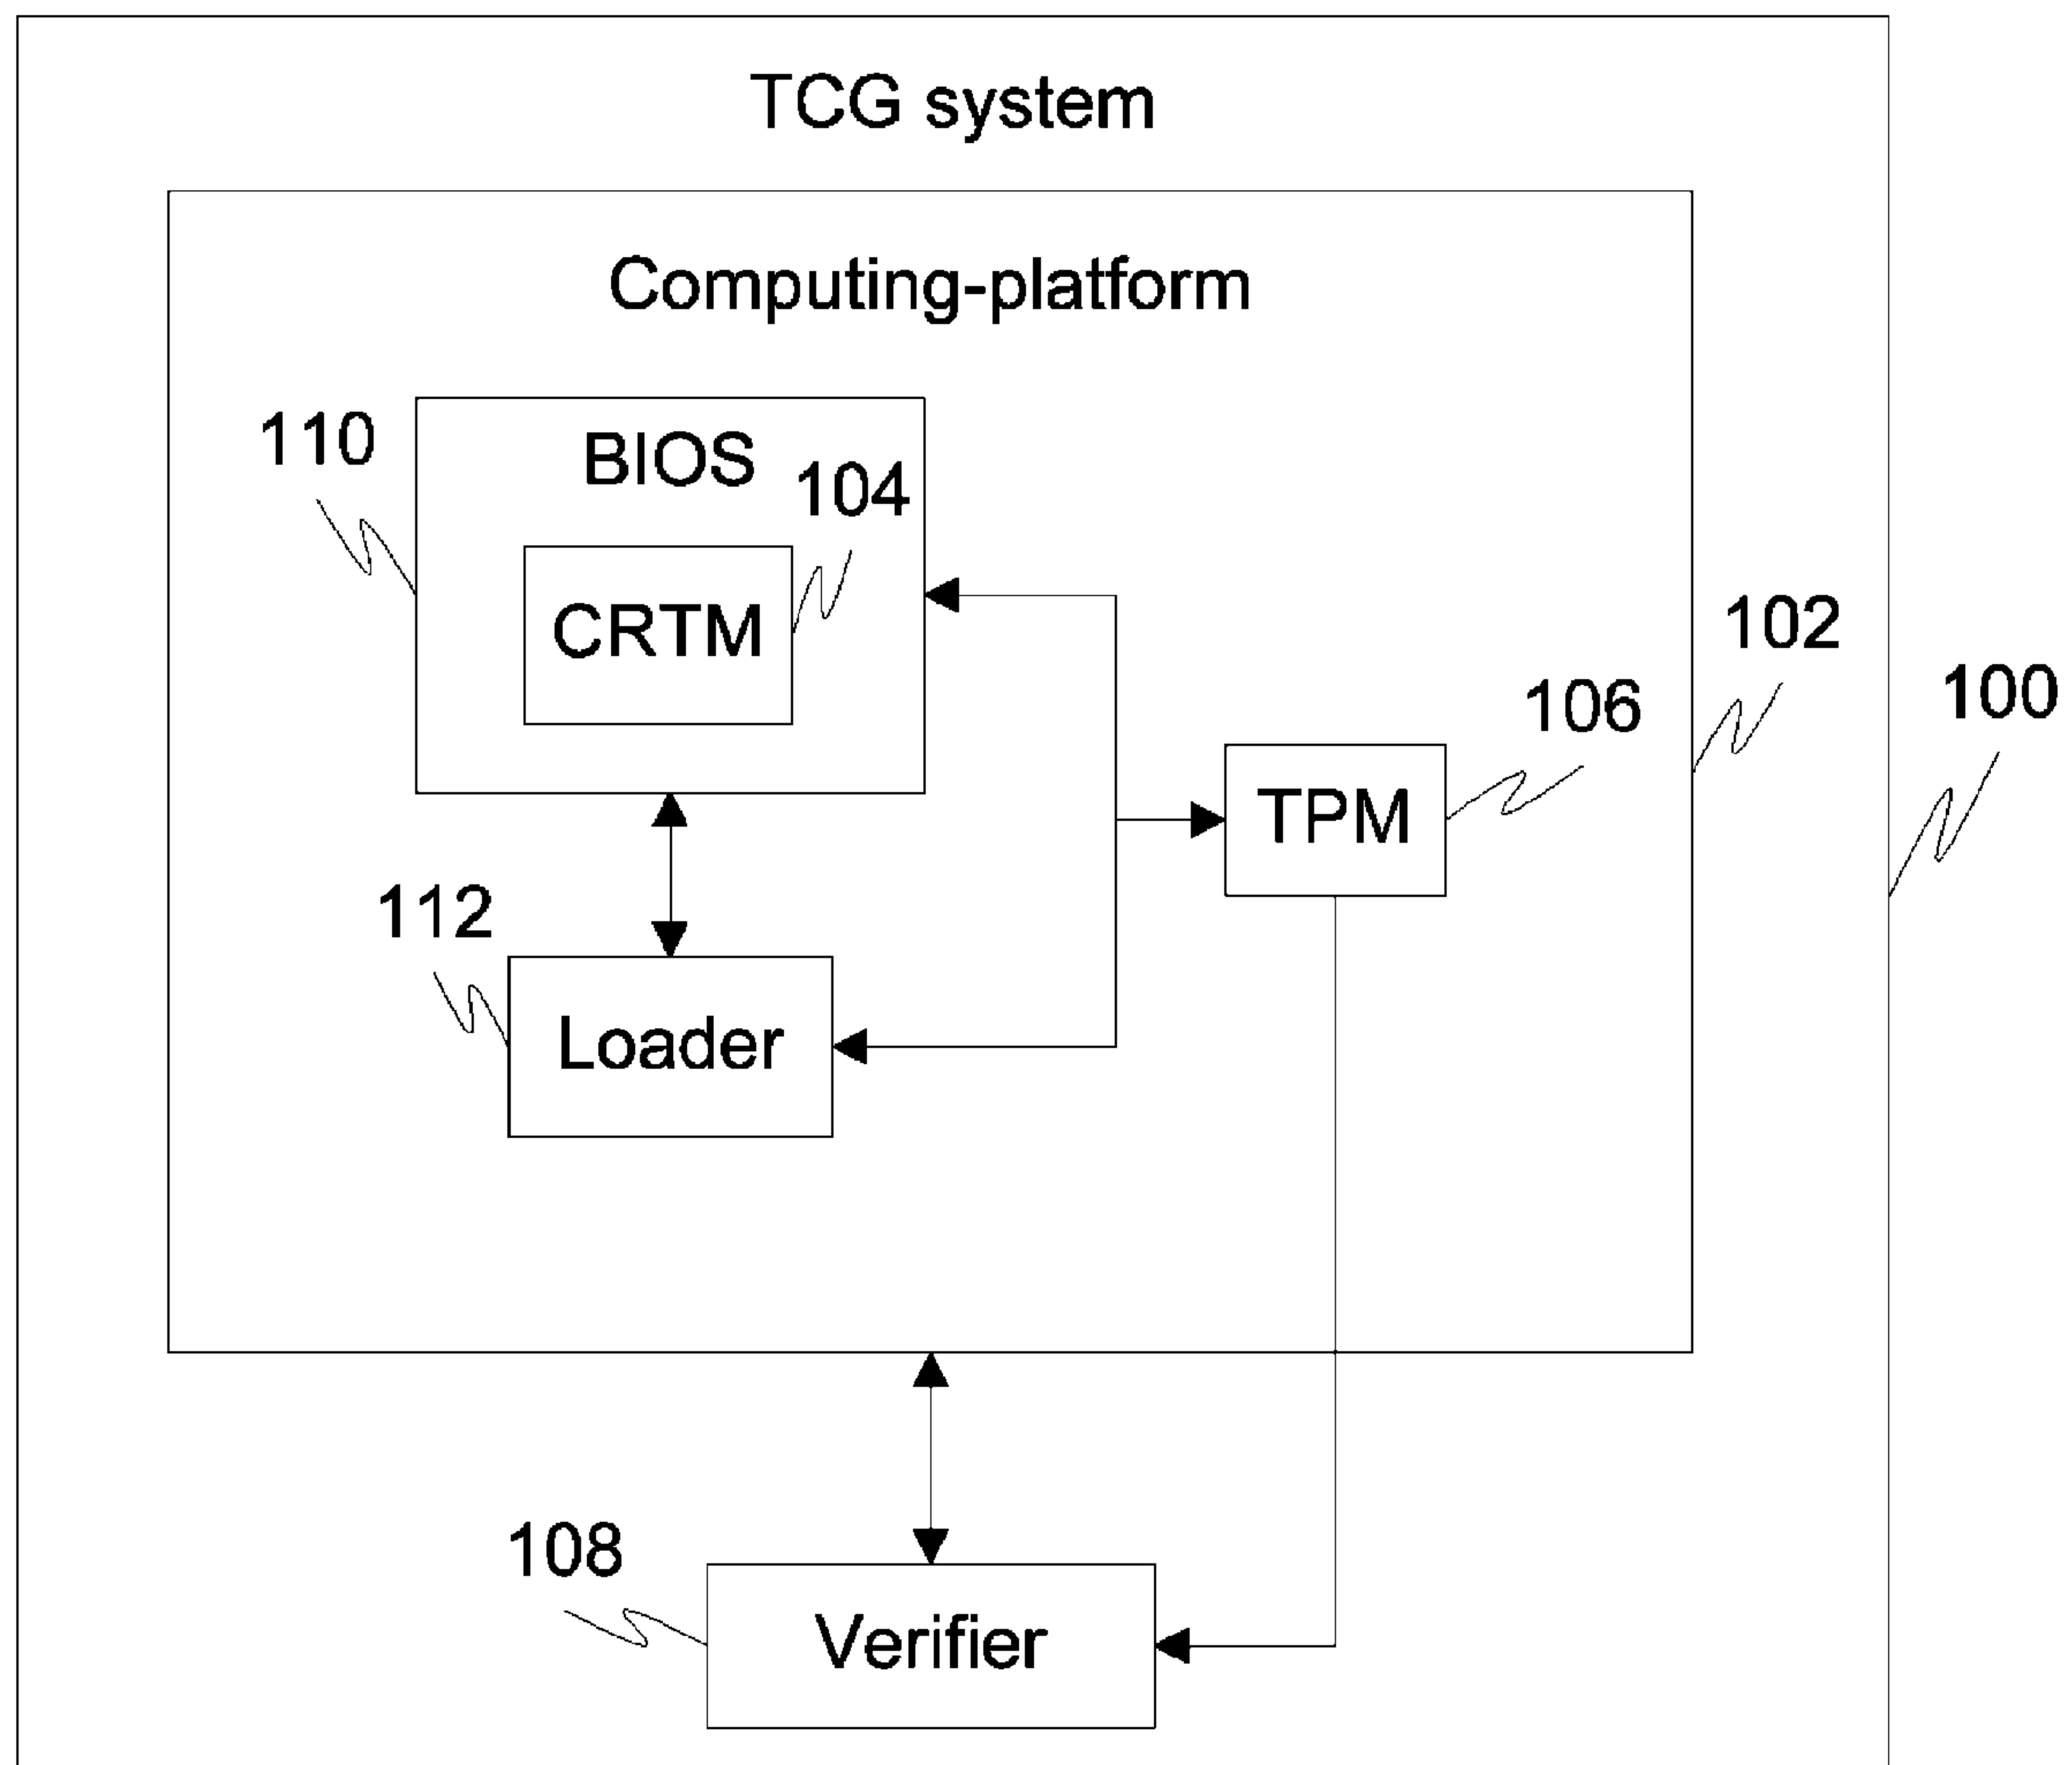 TCG system
Computing-platform
110
BIOS
104
CRTM
102
106
100
TPM
112
Loader
108
Verifier